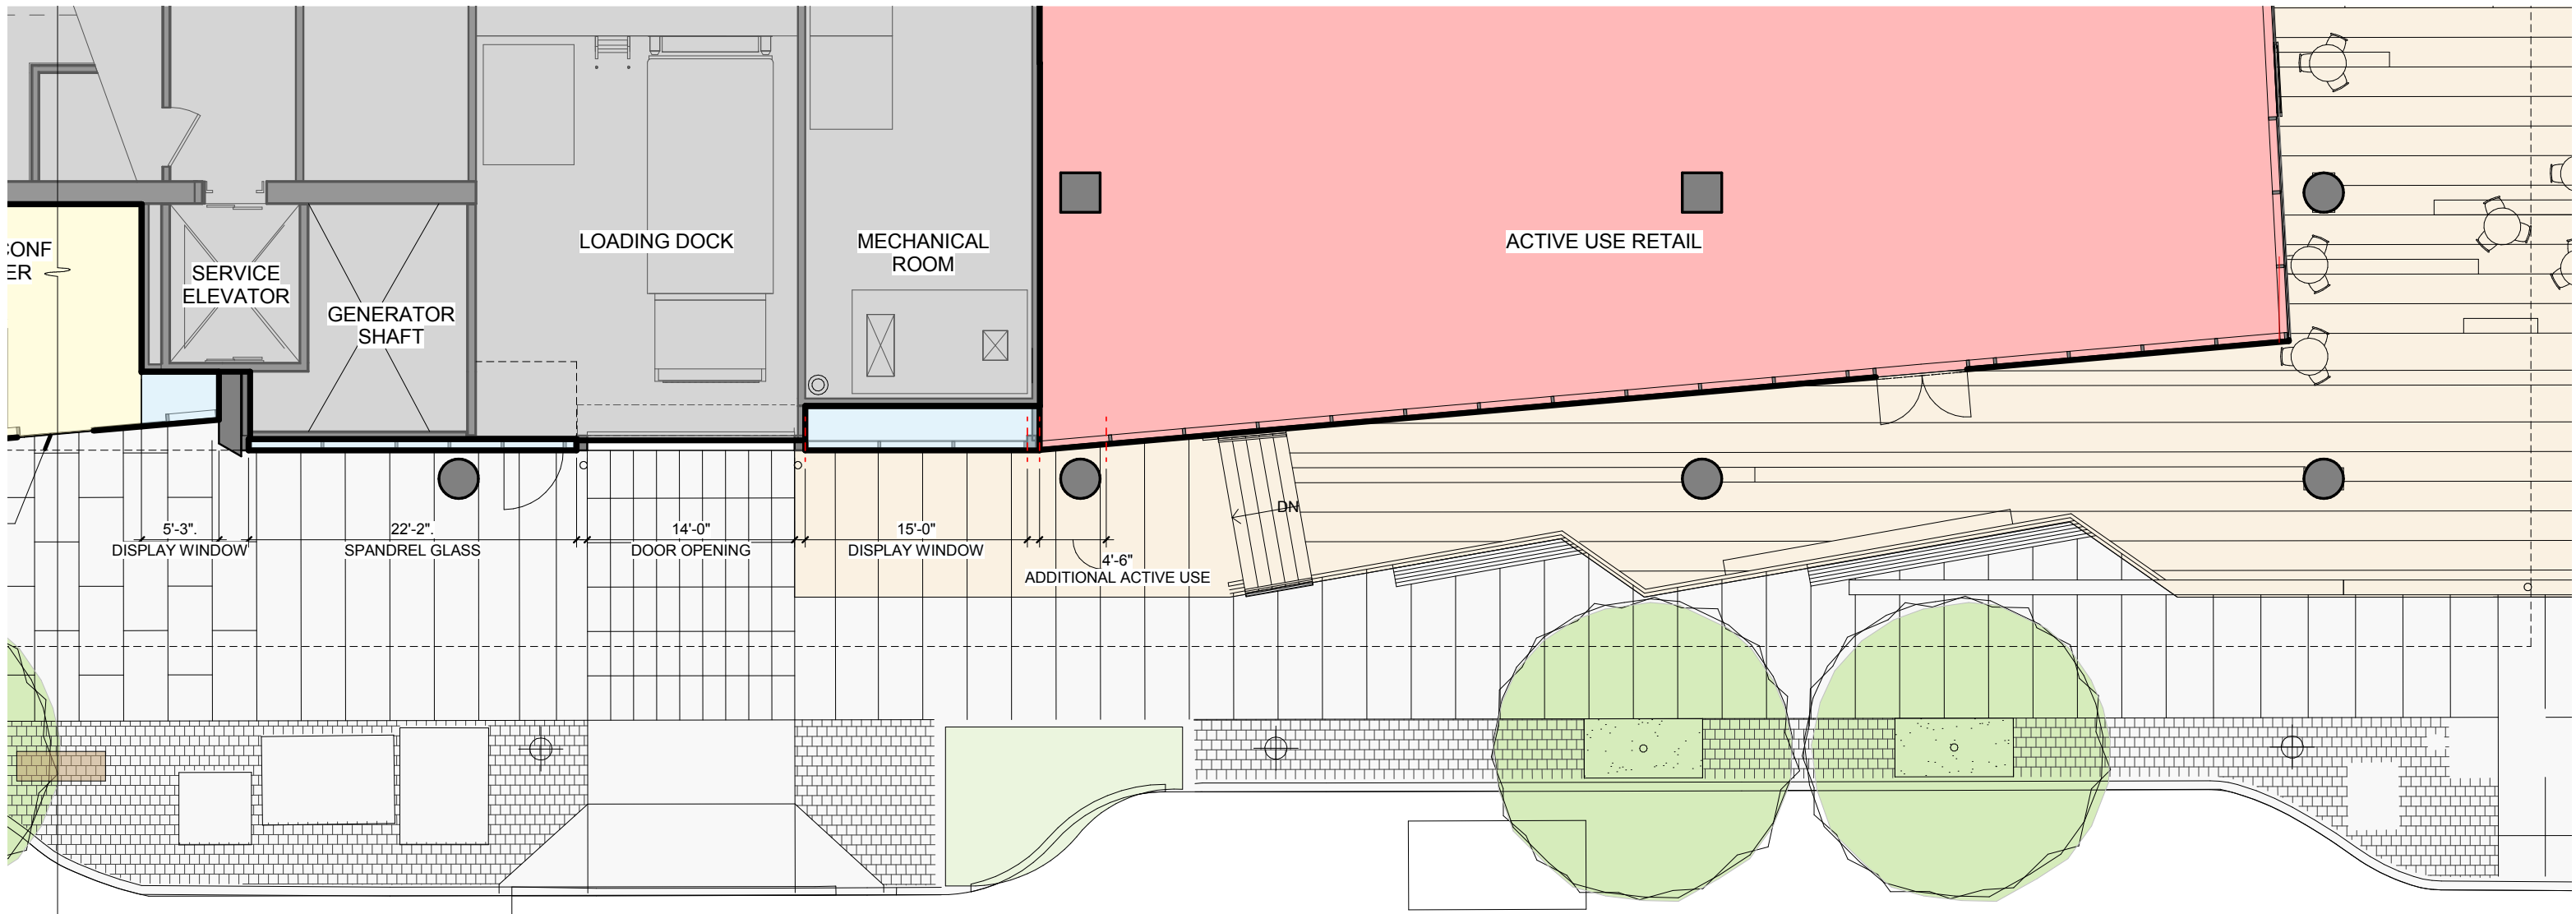 CONF
ER
SERVICE
ELEVATOR
GENERATOR
SHAFT
LOADING DOCK
MECHANICAL
ROOM
ACTIVE USE RETAIL
DN
5'-3".
DISPLAY WINDOW
22'-2".
SPANDREL GLASS
14'-0"
DOOR OPENING
15'-0"
DISPLAY WINDOW
4'-6"
ADDITIONAL ACTIVE USE